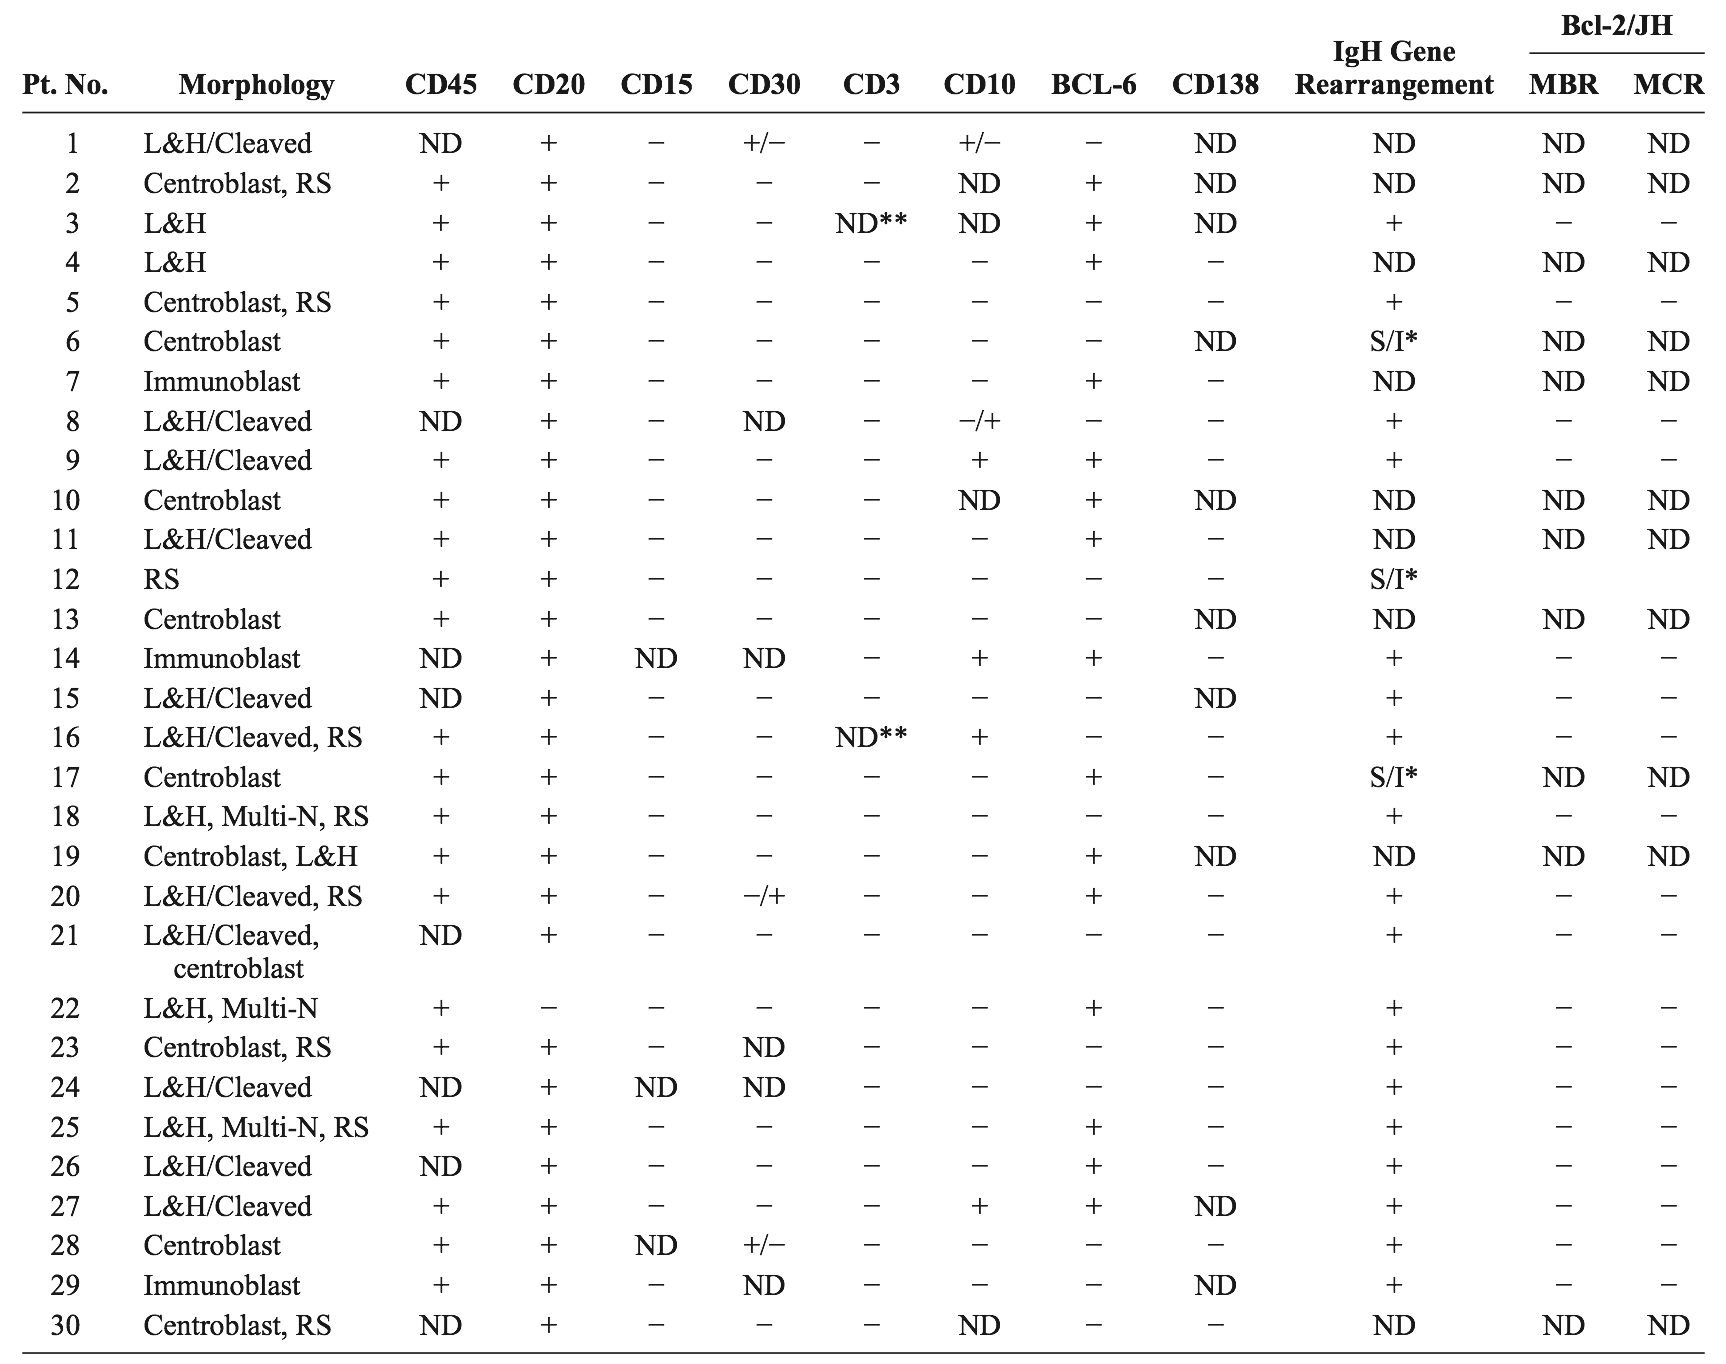 Bcl-2/JH
IgH Gene
Pt. No. Morphology CD45 CD20 CD15 CD30 CD3 CD10 BCL-6 CD138 Rearrangement MBR MCR
1 L&H/Cleaved ND + − +/− − +/− − ND ND ND ND
2 Centroblast, RS + + − − − ND + ND ND ND ND
3 L&H + + − − ND** ND + ND + − −
4 L&H + + − − − − + − ND ND ND
5 Centroblast, RS + + − − − − − − + − −
6 Centroblast + + − − − − − ND S/I* ND ND
7 Immunoblast + + − − − − + − ND ND ND
8 L&H/Cleaved ND + − ND − −/+ − − + − −
9 L&H/Cleaved + + − − − + + − + − −
10 Centroblast + + − − − ND + ND ND ND ND
11 L&H/Cleaved + + − − − − + − ND ND ND
12 RS + + − − − − − − S/I*
13 Centroblast + + − − − − − ND ND ND ND
14 Immunoblast ND + ND ND − + + − + − −
15 L&H/Cleaved ND + − − − − − ND + − −
16 L&H/Cleaved, RS + + − − ND** + − − + − −
17 Centroblast + + − − − − + − S/I* ND ND
18 L&H, Multi-N, RS + + − − − − − − + − −
19 Centroblast, L&H + + − − − − + ND ND ND ND
20 L&H/Cleaved, RS + + − −/+ − − + − + − −
21 L&H/Cleaved, ND + − − − − − − + − −
centroblast
22 L&H, Multi-N + − − − − − + − + − −
23 Centroblast, RS + + − ND − − − − + − −
24 L&H/Cleaved ND + ND ND − − − − + − −
25 L&H, Multi-N, RS + + − − − − + − + − −
26 L&H/Cleaved ND + − − − − + − + − −
27 L&H/Cleaved + + − − − + + ND + − −
28 Centroblast + + ND +/− − − − − + − −
29 Immunoblast + + − ND − − − ND + − −
30 Centroblast, RS ND + − − − ND − − ND ND ND